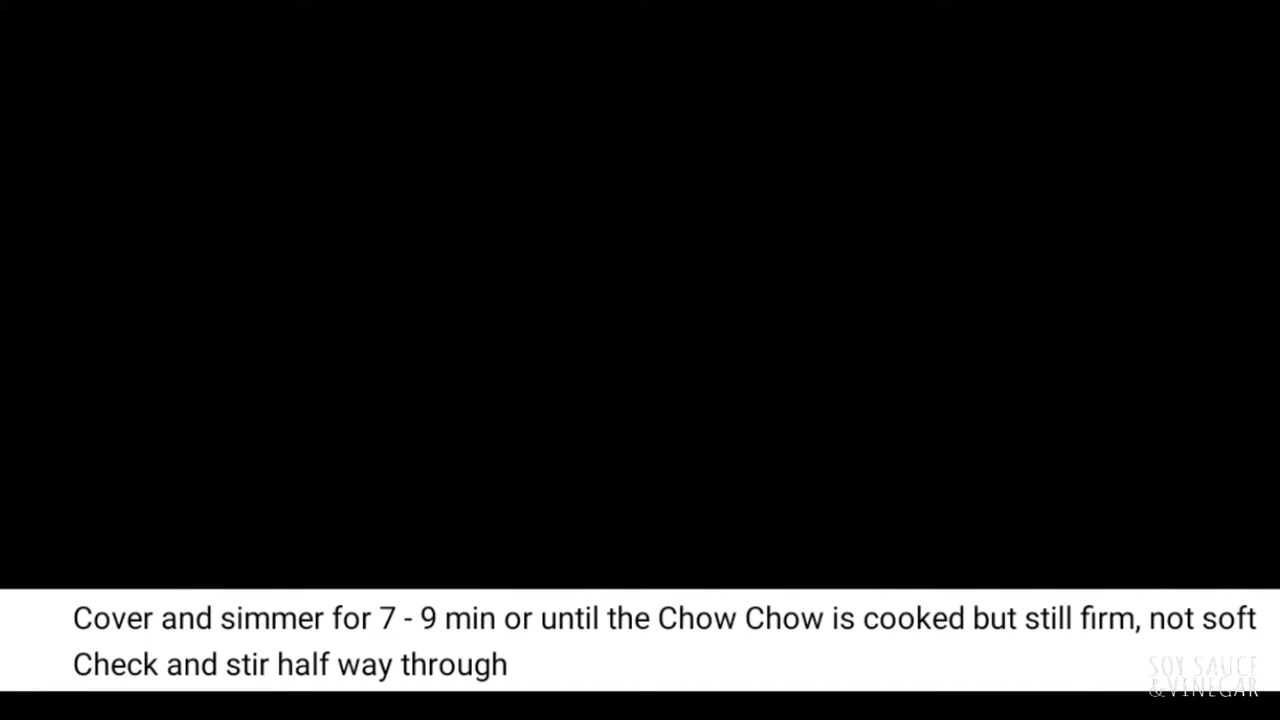 Cover and simmer for 7 - 9 min or until the Chow Chow is cooked but still firm, not soft
Check and stir half way through
SOY SAUCE
&VINEGAR